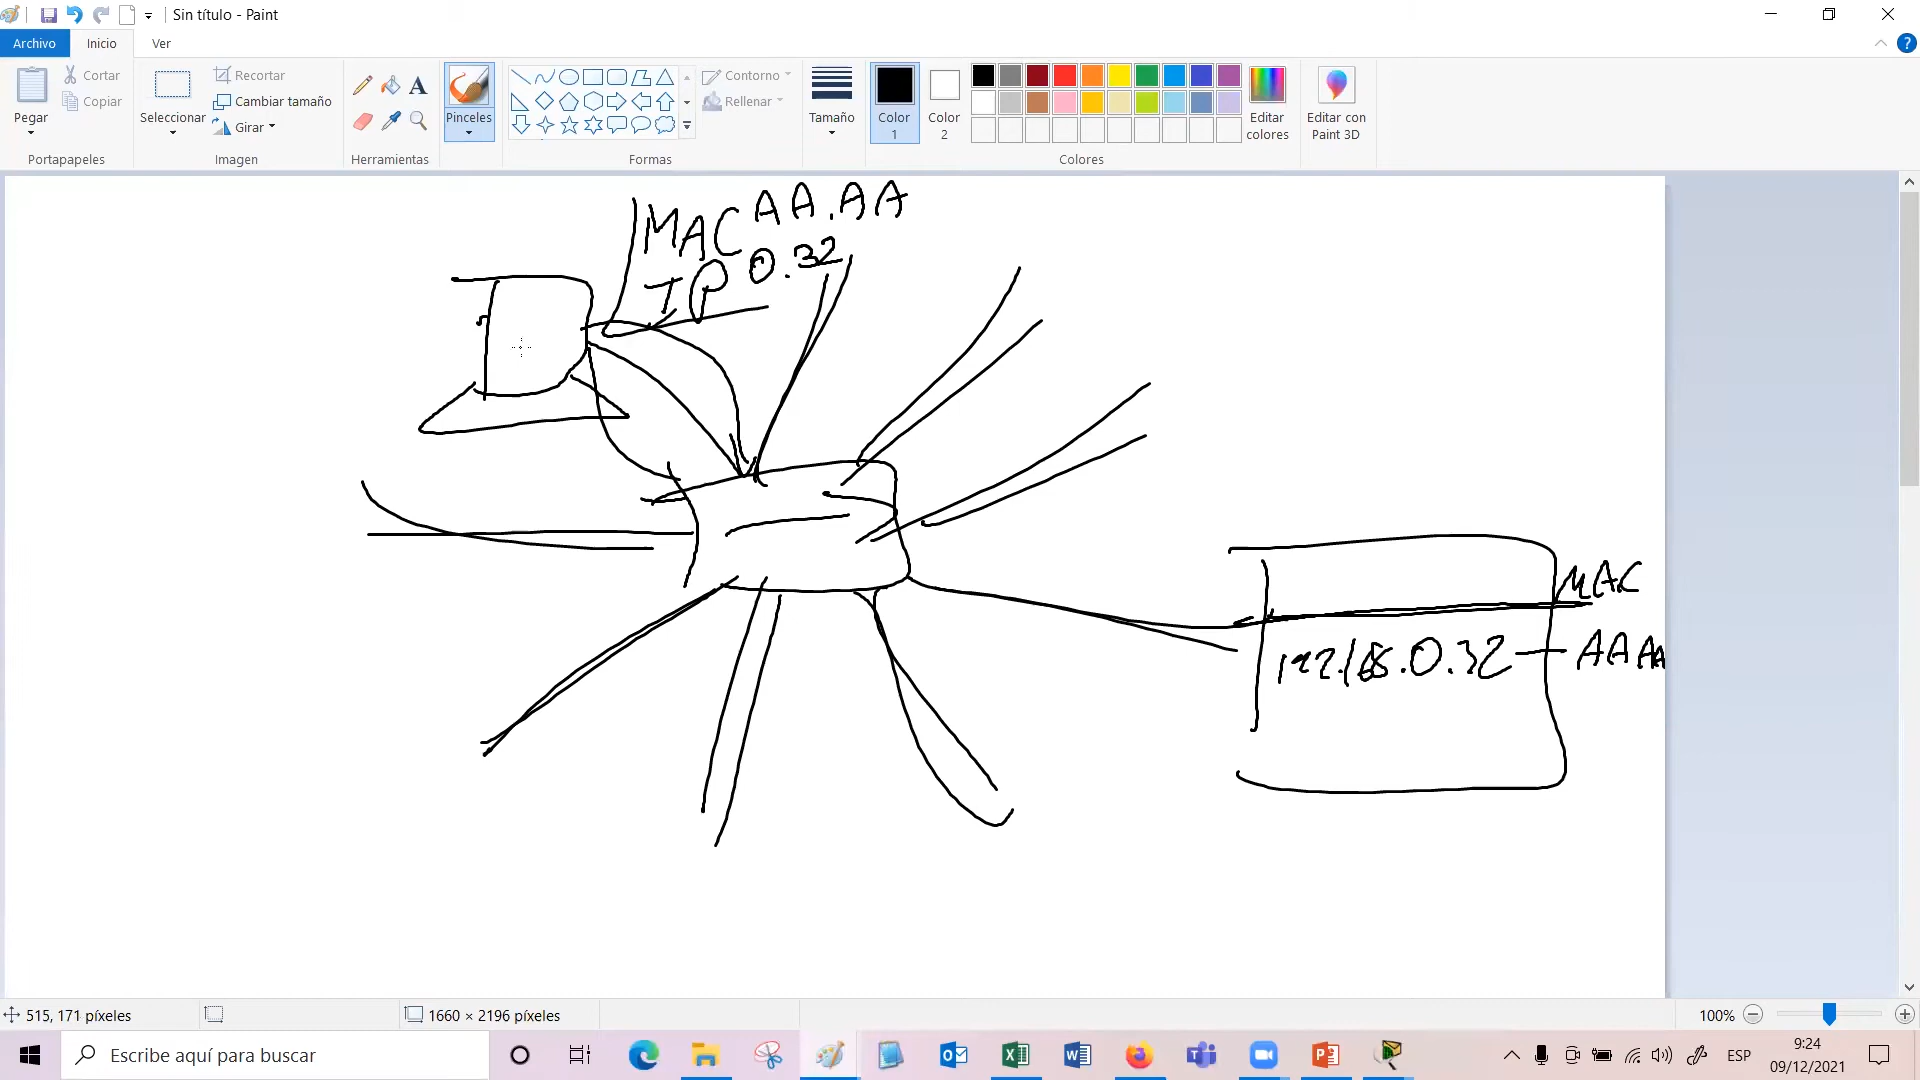 Sin título - Paint
Archivo Inicio Ver
Pegar
Cortar
Copiar
Portapapeles
Seleccionar
Recortar
Cambiar tamaño
Girar
Imagen
A
Herramientas
Pinceles
Contorno
Rellenar
Formas
Tamaño
Color 1
Color 2
Editar colores
Editar con Paint 3D
Colores
MAC AA.AA
IP 0.32
MAC
192.168.0.32 — AAAA
515, 171 píxeles
1660 × 2196 píxeles
100%
Escribe aquí para buscar
ESP
9:24
09/12/2021